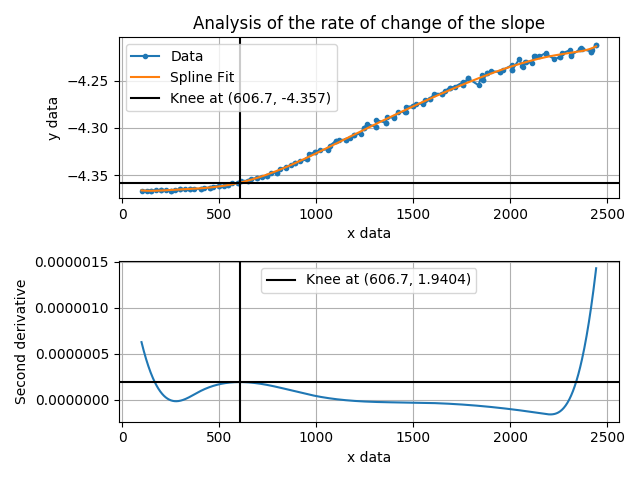 Analysis of the rate of change of the slope
Data
Spline Fit
Knee at (606.7, -4.357)
−4.25
−4.30
−4.35
y data
0
500
1000
1500
2000
2500
x data
Knee at (606.7, 1.9404)
0.0000015
0.0000010
0.0000005
0.0000000
Second derivative
0
500
1000
1500
2000
2500
x data